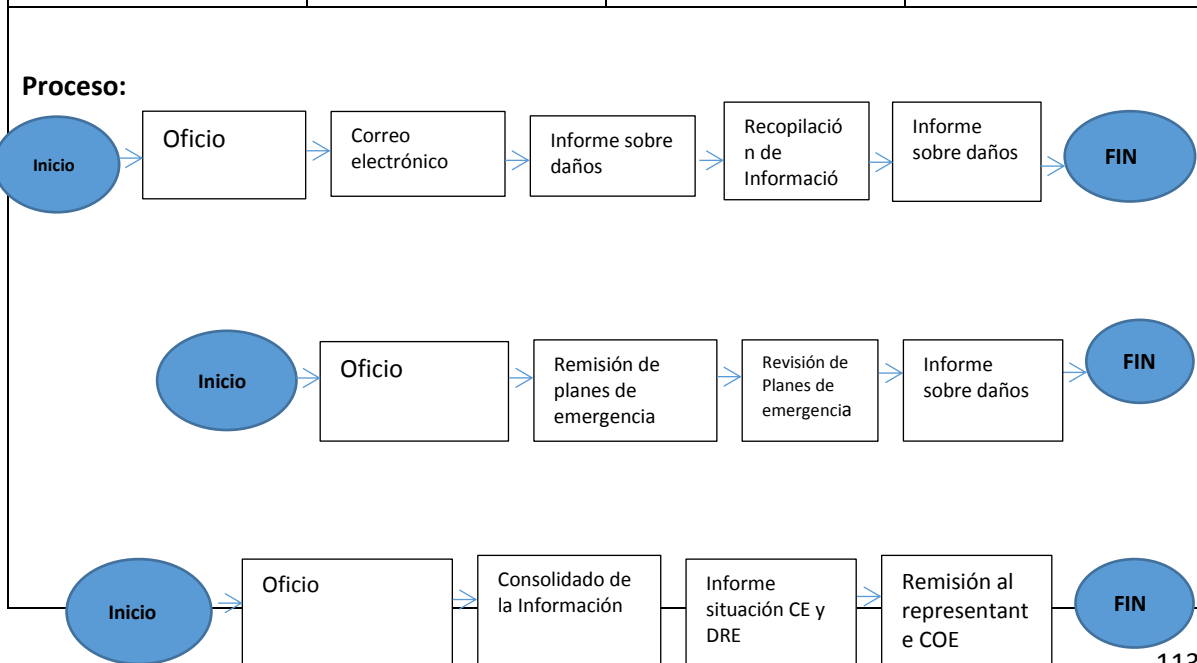 Proceso:
Inicio
Oficio
Correo
electrónico
Informe sobre
daños
Recopilació
n de
Informació
Informe
sobre daños
FIN
Inicio
Oficio
Remisión de
planes de
emergencia
Revisión de
Planes de
emergencia
Informe
sobre daños
FIN
Inicio
Oficio
Consolidado de
la Información
Informe
situación CE y
DRE
Remisión al
representant
e COE
FIN
113